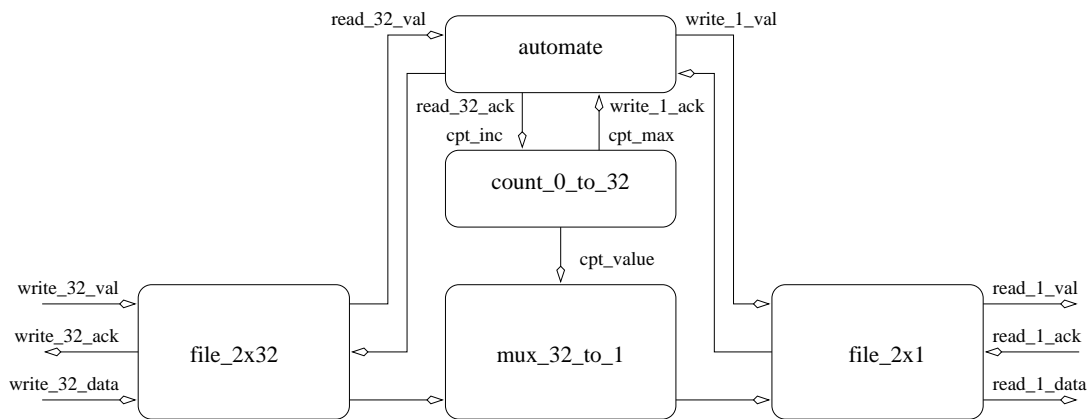 read_32_val
write_1_val
automate
read_32_ack
write_1_ack
cpt_inc
cpt_max
count_0_to_32
cpt_value
write_32_val
read_1_val
write_32_ack
file_2x32
mux_32_to_1
file_2x1
read_1_ack
write_32_data
read_1_data